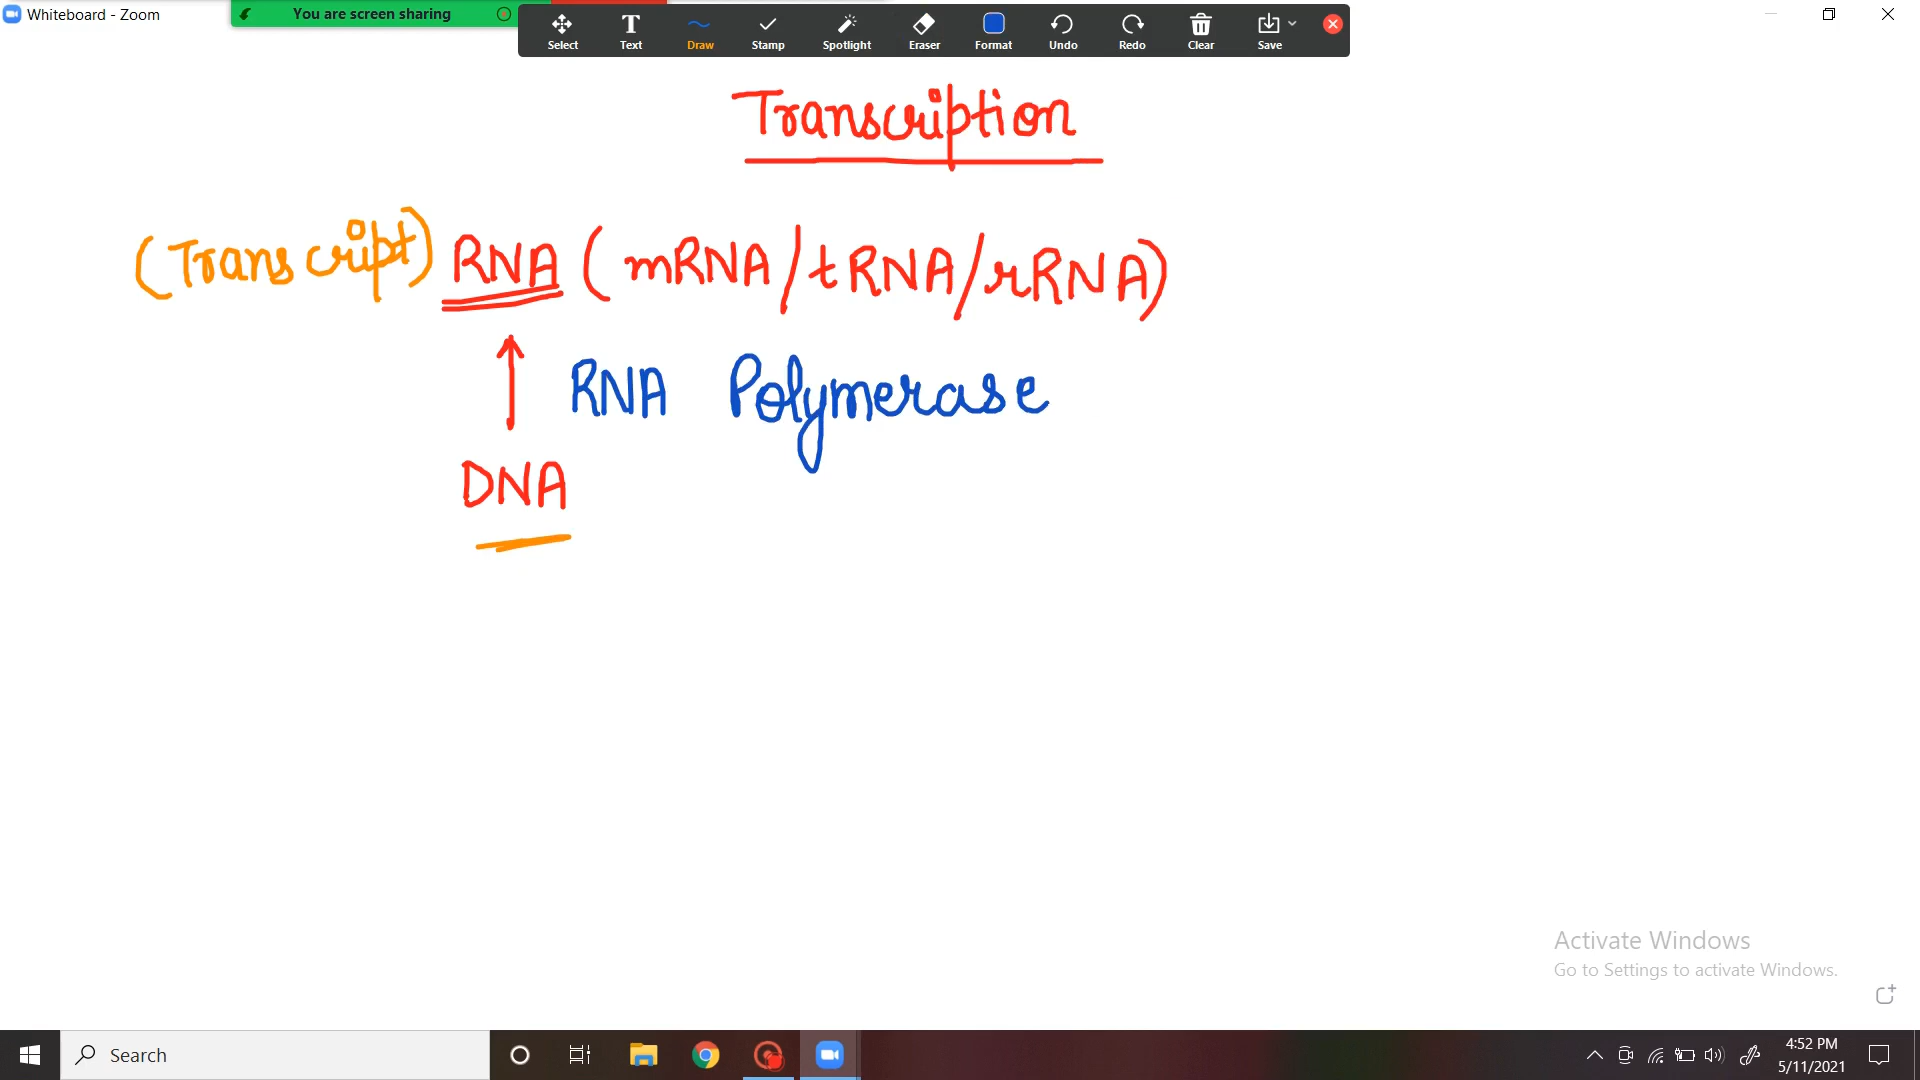 Whiteboard - Zoom
You are screen sharing
Select Text Draw Stamp Spotlight Eraser Format Undo Redo Clear Save
Transcription
(Transcript) RNA (mRNA/tRNA/rRNA)
RNA Polymerase
DNA
Activate Windows
Go to Settings to activate Windows.
Search
4:52 PM
5/11/2021